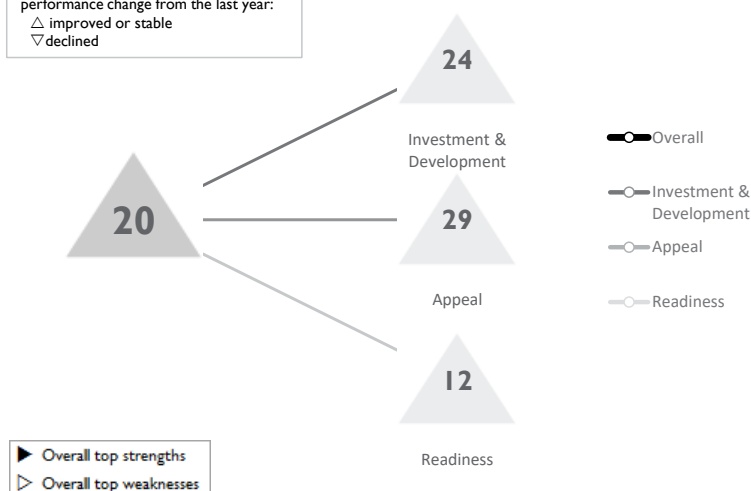 performance change from the last year:
△ improved or stable
▽ declined
24
Investment &
Development
20
29
Appeal
12
Readiness
Overall
Investment &
Development
Appeal
Readiness
▶ Overall top strengths
▷ Overall top weaknesses